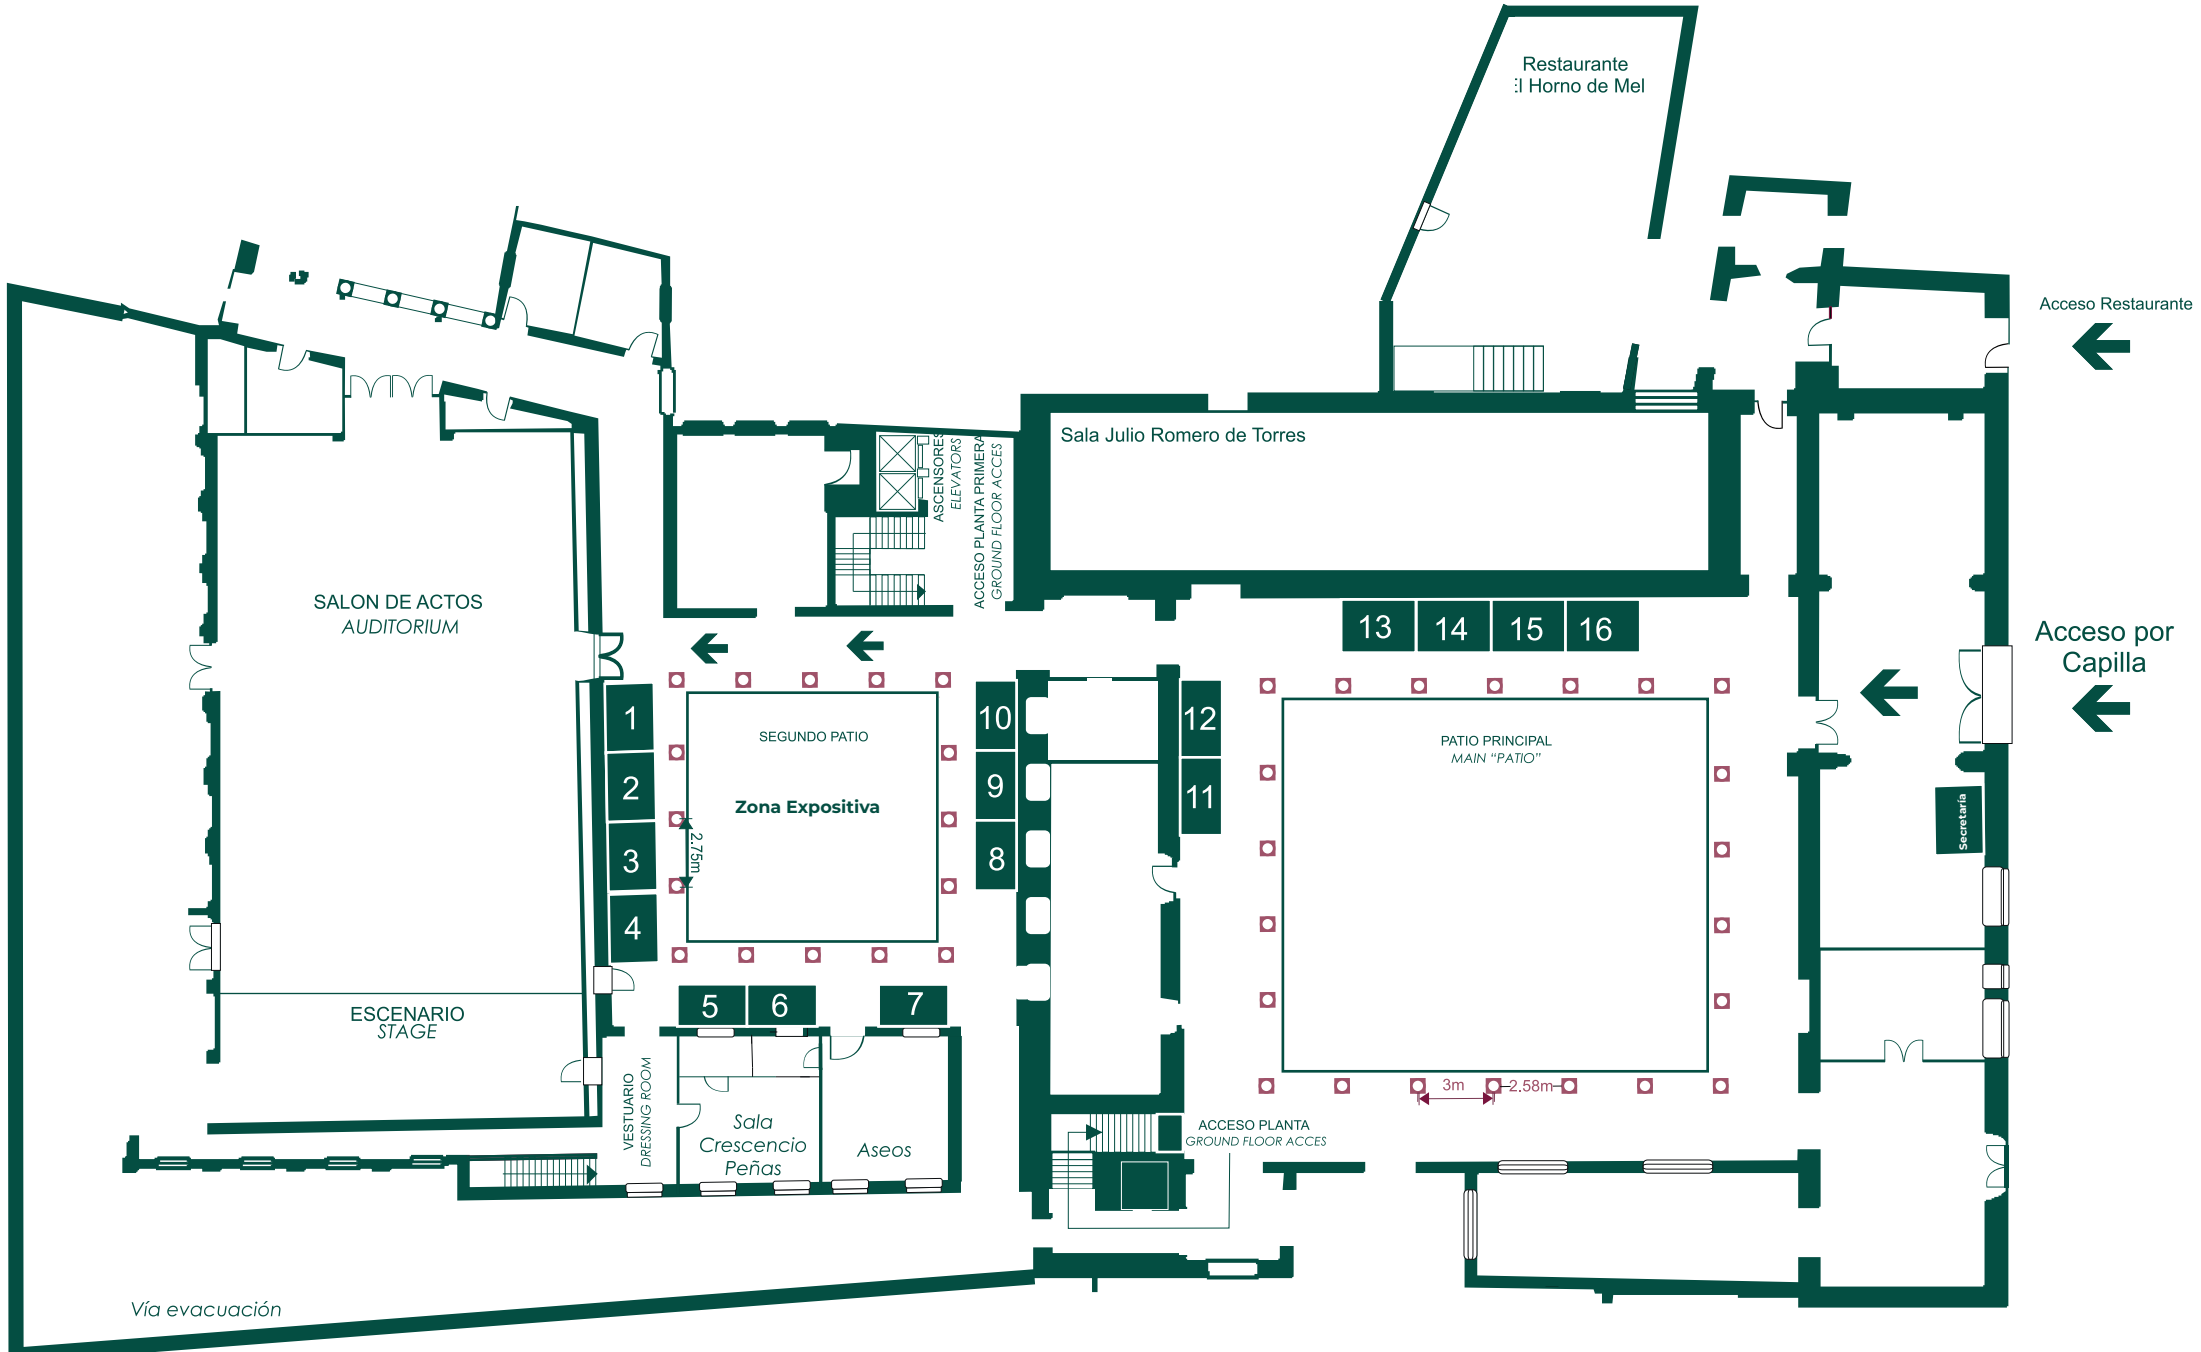 Restaurante
El Horno de Mel
Acceso Restaurante
Sala Julio Romero de Torres
ASCENSORES
ELEVATORS
ACCESO PLANTA PRIMERA
GROUND FLOOR ACCES
SALON DE ACTOS
AUDITORIUM
13
14
15
16
Acceso por
Capilla
1
2
3
4
SEGUNDO PATIO
Zona Expositiva
2.75m
10
9
8
12
11
PATIO PRINCIPAL
MAIN “PATIO”
Secretaría
5
6
7
ESCENARIO
STAGE
VESTUARIO
DRESSING ROOM
Sala
Crescencio
Peñas
Aseos
3m
2.58m
ACCESO PLANTA
GROUND FLOOR ACCES
Vía evacuación